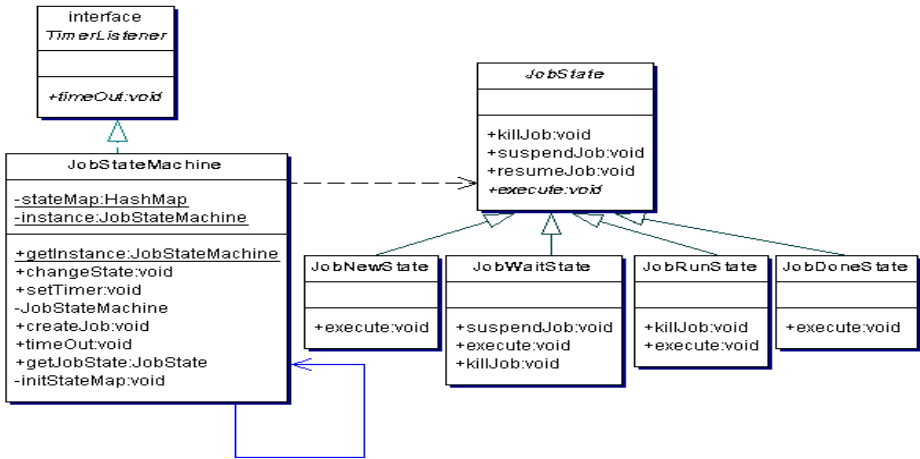 interface
TimerListener
+timeOut:void
JobStateMachine
-stateMap:HashMap
-instance:JobStateMachine
+getInstance:JobStateMachine
+changeState:void
+setTimer:void
-JobStateMachine
+createJob:void
+timeOut:void
+getJobState:JobState
-initStateMap:void
JobState
+killJob:void
+suspendJob:void
+resumeJob:void
+execute:void
JobNewState
+execute:void
JobWaitState
+suspendJob:void
+execute:void
+killJob:void
JobRunState
+killJob:void
+execute:void
JobDoneState
+execute:void